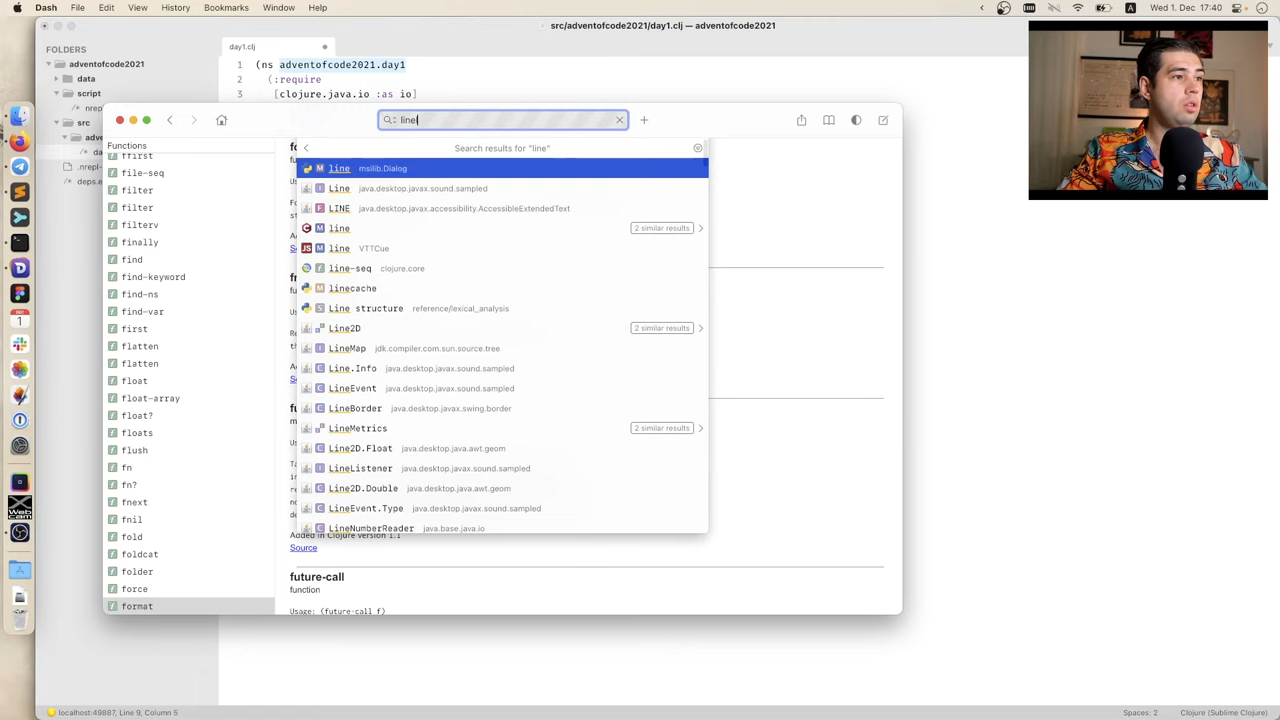 Dash File Edit View History Bookmarks Window Help
A Wed 1. Dec 17:40
src/adventofcode2021/day1.clj — adventofcode2021
FOLDERS
adventofcode2021
data
script
nrep
src
adve
da
.nrepl
deps.e
day1.clj
1 (ns adventofcode2021.day1
2 (:require
3 [clojure.java.io :as io]
line
Functions
ffirst
file-seq
filter
filter
filterv
finally
find
find-keyword
find-ns
find-var
first
flatten
flatten
float
float-array
float?
floats
flush
fn
fn?
fnext
fnil
fold
foldcat
folder
force
format
Search results for "line"
line msilib.Dialog
Line java.desktop.javax.sound.sampled
LINE java.desktop.javax.accessibility.AccessibleExtendedText
line 2 similar results
line VTTCue
line-seq clojure.core
linecache
Line structure reference/lexical_analysis
Line2D 2 similar results
LineMap jdk.compiler.com.sun.source.tree
Line.Info java.desktop.javax.sound.sampled
LineEvent java.desktop.javax.sound.sampled
LineBorder java.desktop.javax.swing.border
LineMetrics 2 similar results
Line2D.Float java.desktop.java.awt.geom
LineListener java.desktop.javax.sound.sampled
Line2D.Double java.desktop.java.awt.geom
LineEvent.Type java.desktop.javax.sound.sampled
LineNumberReader java.base.java.io
Added in Clojure version 1.1
Source
future-call
function
Usage: (future-call f)
localhost:49887, Line 9, Column 5
Spaces: 2
Clojure (Sublime Clojure)